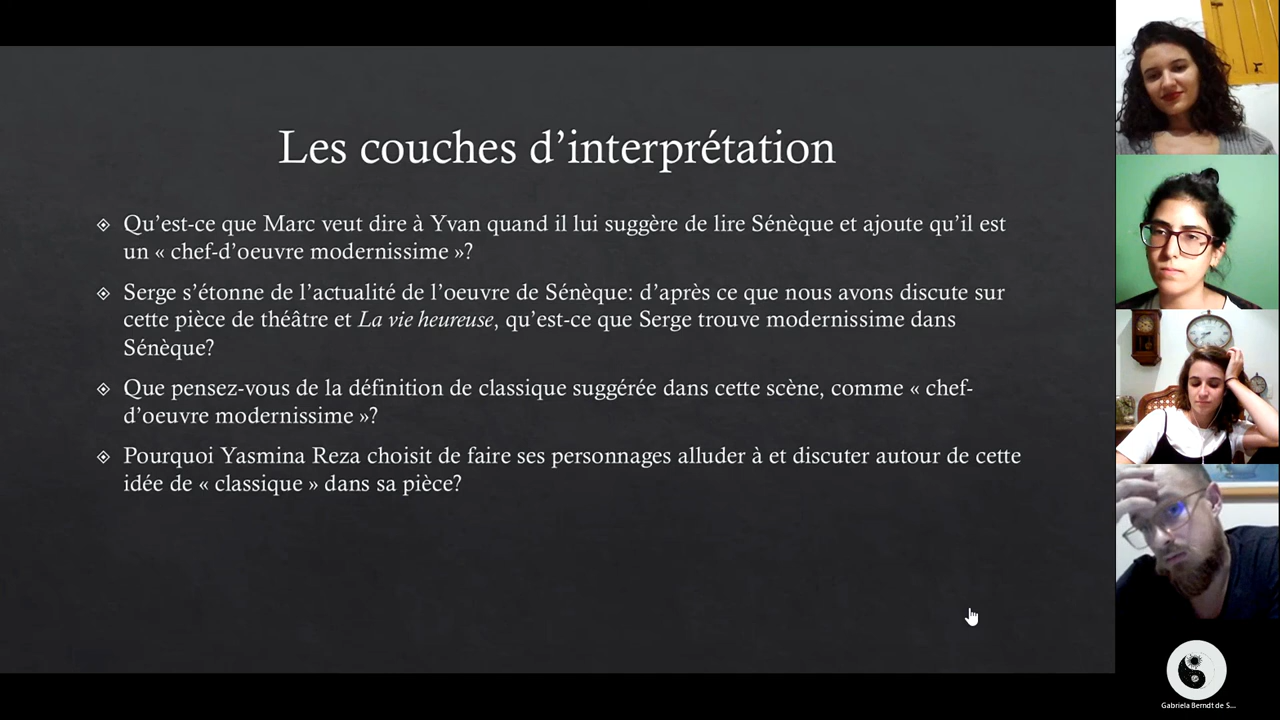 Les couches d’interprétation
Qu’est-ce que Marc veut dire à Yvan quand il lui suggère de lire Sénèque et ajoute qu’il est
un « chef-d’oeuvre modernissime »?
Serge s’étonne de l’actualité de l’oeuvre de Sénèque: d’après ce que nous avons discute sur
cette pièce de théâtre et La vie heureuse, qu’est-ce que Serge trouve modernissime dans
Sénèque?
Que pensez-vous de la définition de classique suggérée dans cette scène, comme « chef-
d’oeuvre modernissime »?
Pourquoi Yasmina Reza choisit de faire ses personnages alluder à et discuter autour de cette
idée de « classique » dans sa pièce?
Gabriela Berndt de S...